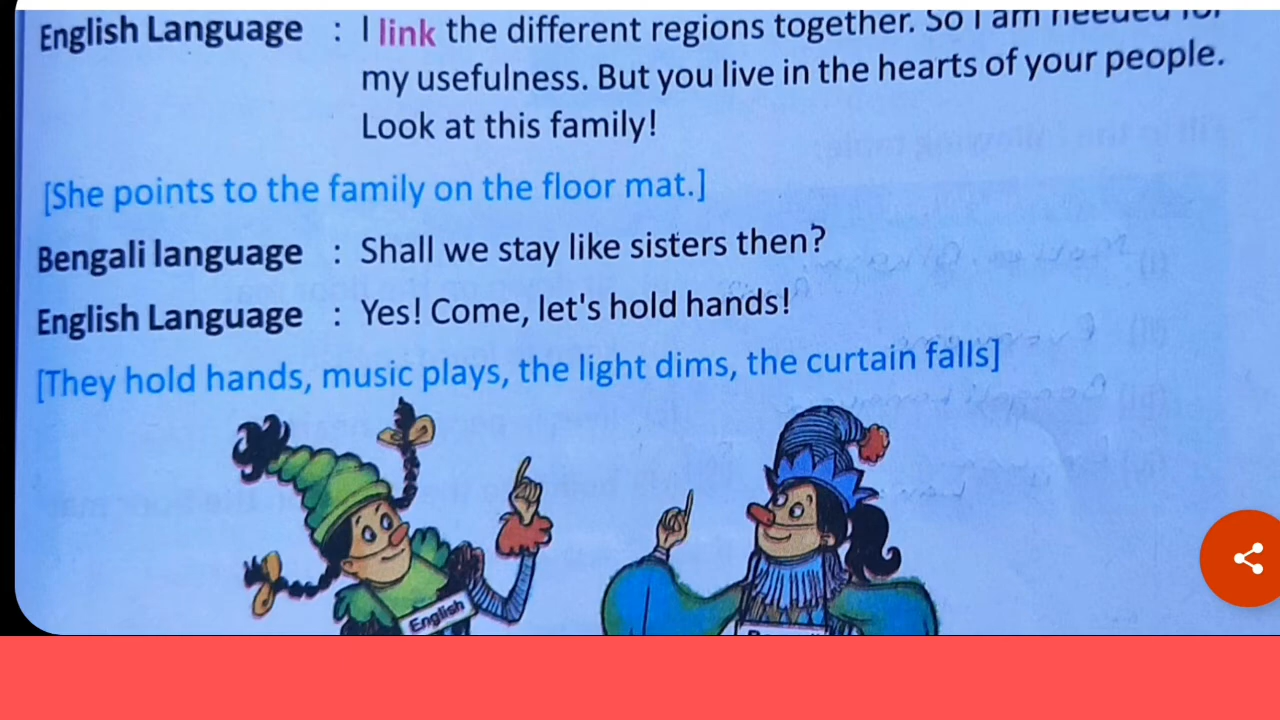 English Language : I link the different regions together. So I am needed for
my usefulness. But you live in the hearts of your people.
Look at this family!
[She points to the family on the floor mat.]
Bengali language : Shall we stay like sisters then?
English Language : Yes! Come, let's hold hands!
[They hold hands, music plays, the light dims, the curtain falls]
English